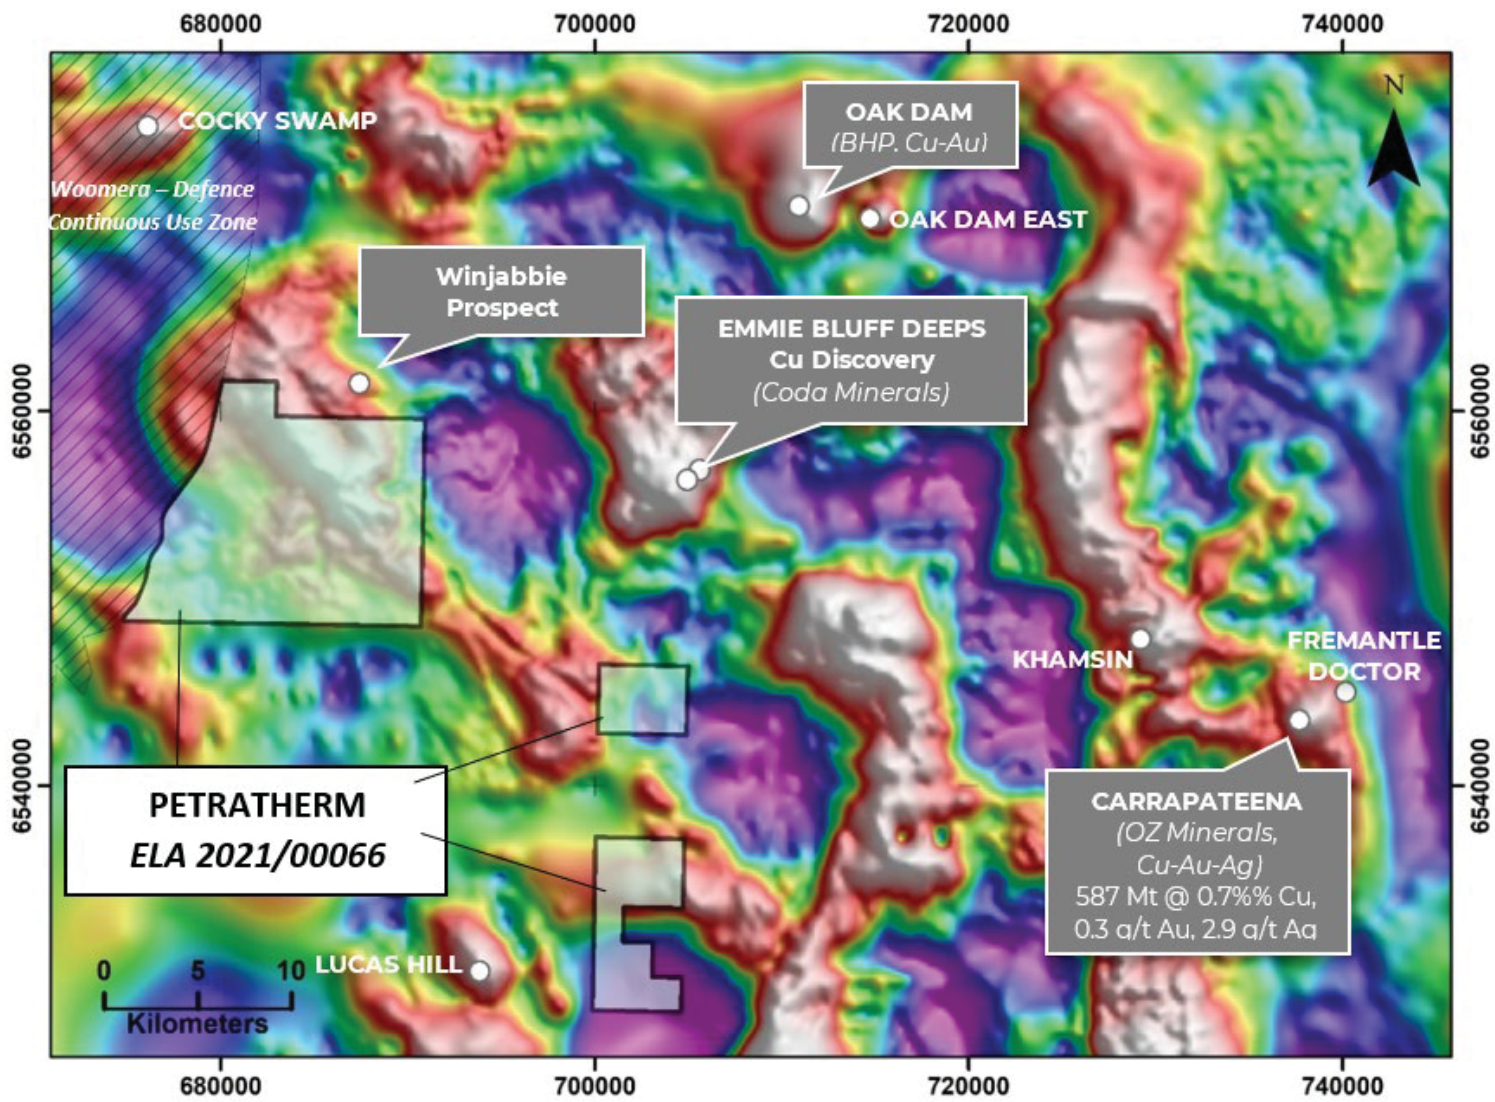 680000 700000 720000 740000
N
COCKY SWAMP
OAK DAM
(BHP. Cu-Au)
Woomera – Defence
Continuous Use Zone
OAK DAM EAST
Winjabbie
Prospect
EMMIE BLUFF DEEPS
Cu Discovery
(Coda Minerals)
6560000
6560000
KHAMSIN
FREMANTLE
DOCTOR
6540000
6540000
PETRATHERM
ELA 2021/00066
CARRAPATEENA
(OZ Minerals,
Cu-Au-Ag)
587 Mt @ 0.7%% Cu,
0.3 g/t Au, 2.9 g/t Ag
LUCAS HILL
0 5 10
Kilometers
680000 700000 720000 740000